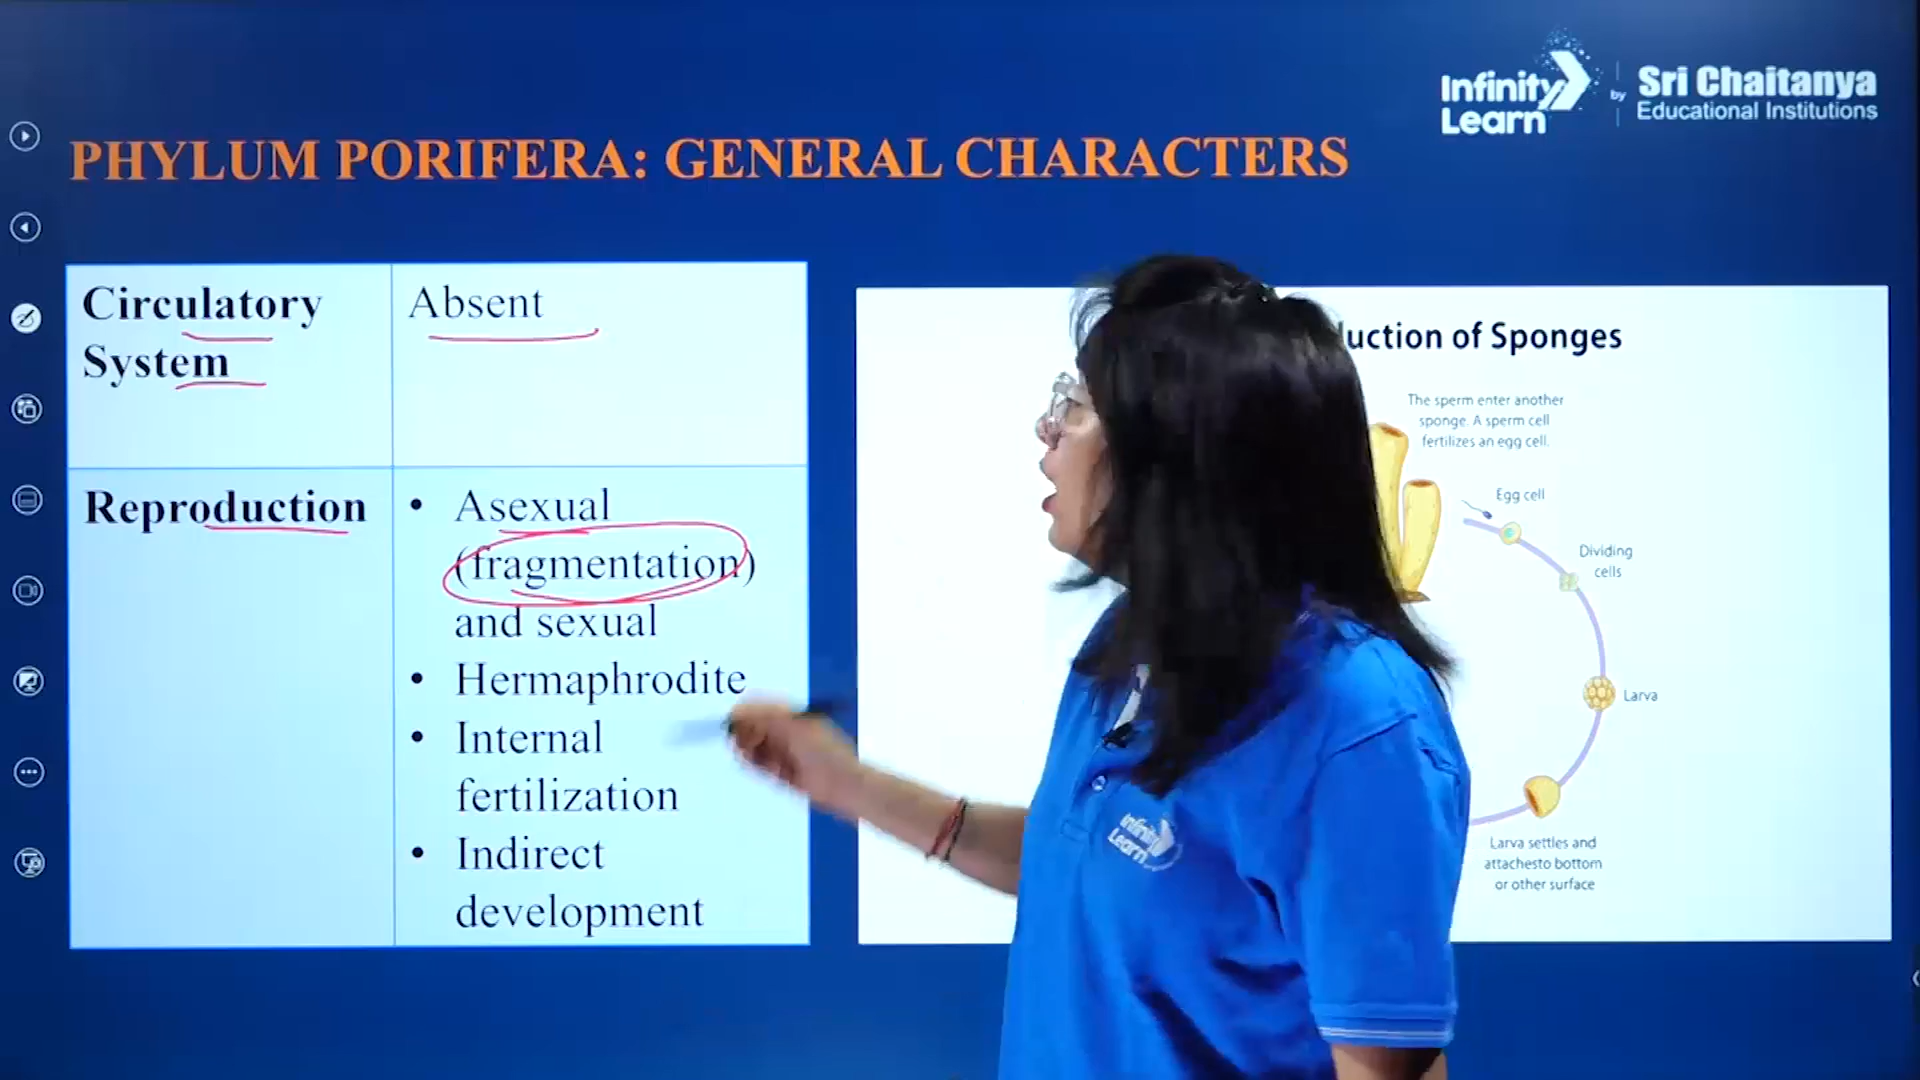 Infinity
Learn
by
Sri Chaitanya
Educational Institutions
PHYLUM PORIFERA: GENERAL CHARACTERS
Circulatory
System
Absent
Reproduction
• Asexual
(fragmentation)
and sexual
• Hermaphrodite
• Internal
fertilization
• Indirect
development
of Sponges
The sperm enter another
sponge. A sperm cell
fertilizes an egg cell.
Egg cell
Dividing
cells
Larva
Larva settles and
attachesto bottom
or other surface
Infinity
Learn